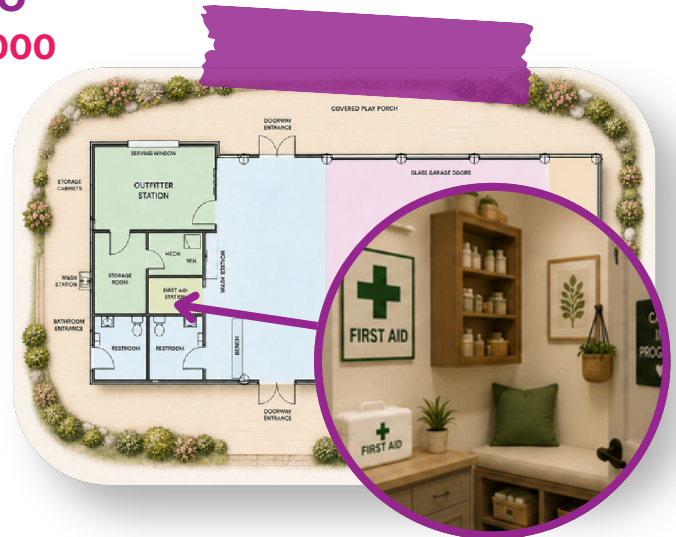 000
COVERED PLAY PORCH
DOORWAY
ENTRANCE
SERVING WINDOW
GLASS GARAGE DOORS
STORAGE
CABINETS
OUTFITTER
STATION
MECH
W.H.
STORAGE
ROOM
WASH
STATION
WASH STATION
FIRST AID
STATION
BATHROOM
ENTRANCE
RESTROOM
RESTROOM
BENCH
DOORWAY
ENTRANCE
FIRST AID
FIRST AID